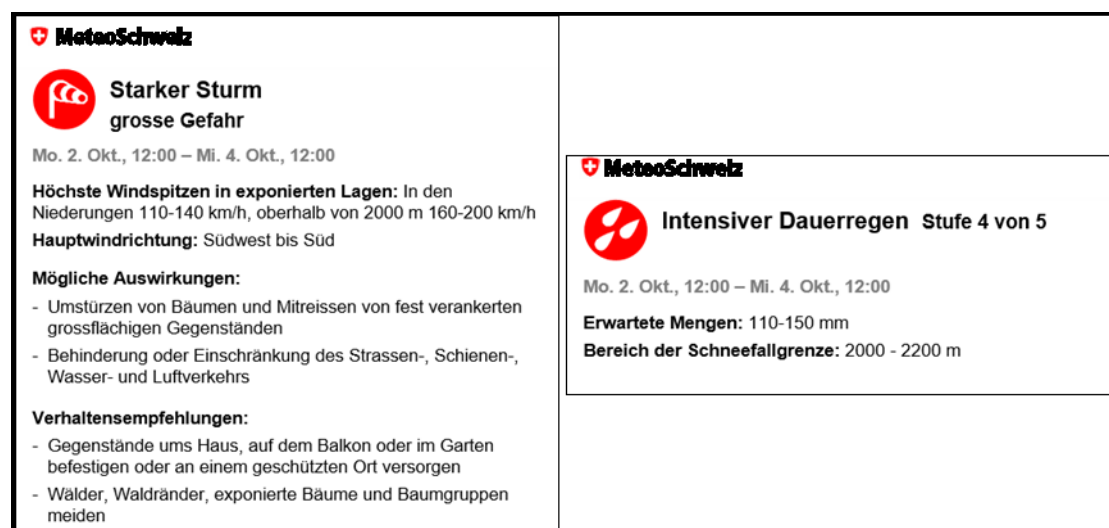 MeteoSchweiz
Starker Sturm
grosse Gefahr
Mo. 2. Okt., 12:00 – Mi. 4. Okt., 12:00
Höchste Windspitzen in exponierten Lagen: In den
Niederungen 110-140 km/h, oberhalb von 2000 m 160-200 km/h
Hauptwindrichtung: Südwest bis Süd
Mögliche Auswirkungen:
- Umstürzen von Bäumen und Mitreissen von fest verankerten
grossflächigen Gegenständen
- Behinderung oder Einschränkung des Strassen-, Schienen-,
Wasser- und Luftverkehrs
Verhaltensempfehlungen:
- Gegenstände ums Haus, auf dem Balkon oder im Garten
befestigen oder an einem geschützten Ort versorgen
- Wälder, Waldränder, exponierte Bäume und Baumgruppen
meiden
MeteoSchweiz
Intensiver Dauerregen Stufe 4 von 5
Mo. 2. Okt., 12:00 – Mi. 4. Okt., 12:00
Erwartete Mengen: 110-150 mm
Bereich der Schneefallgrenze: 2000 - 2200 m